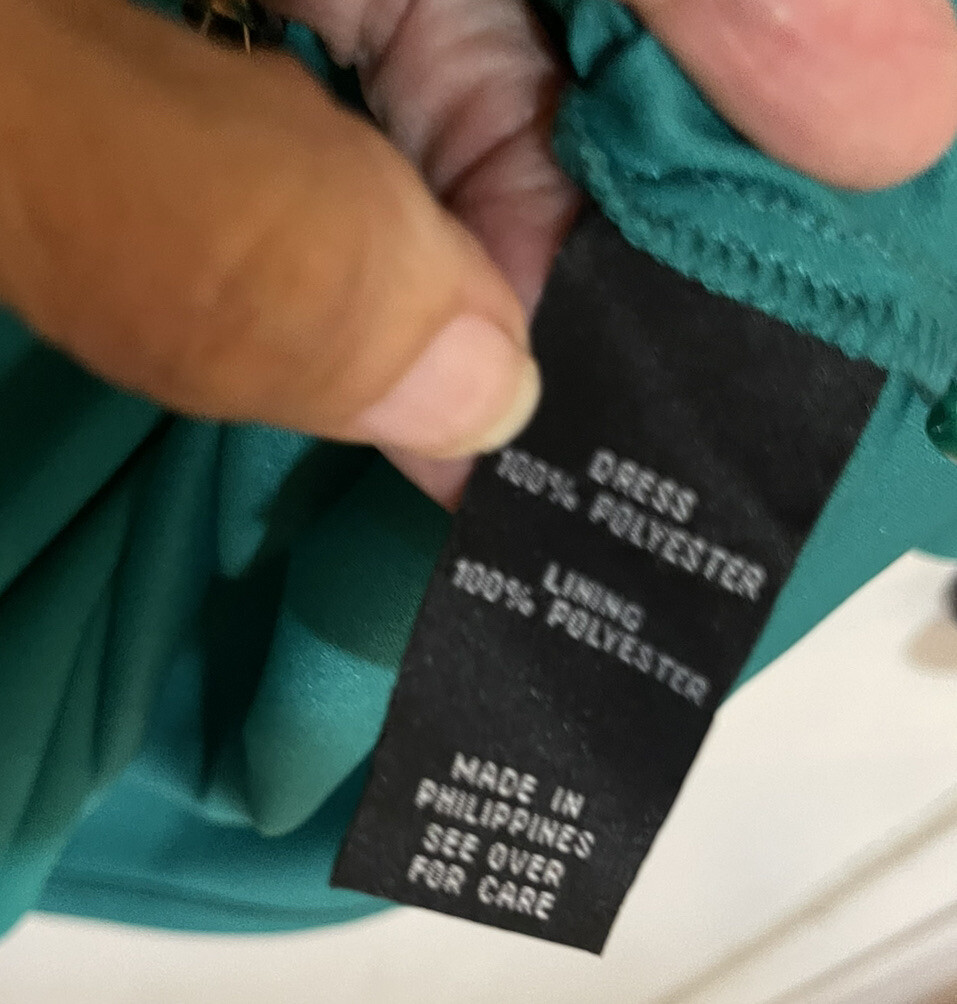 DRESS
100% POLYESTER
LINING
100% POLYESTER
MADE IN
PHILIPPINES
SEE OVER
FOR CARE